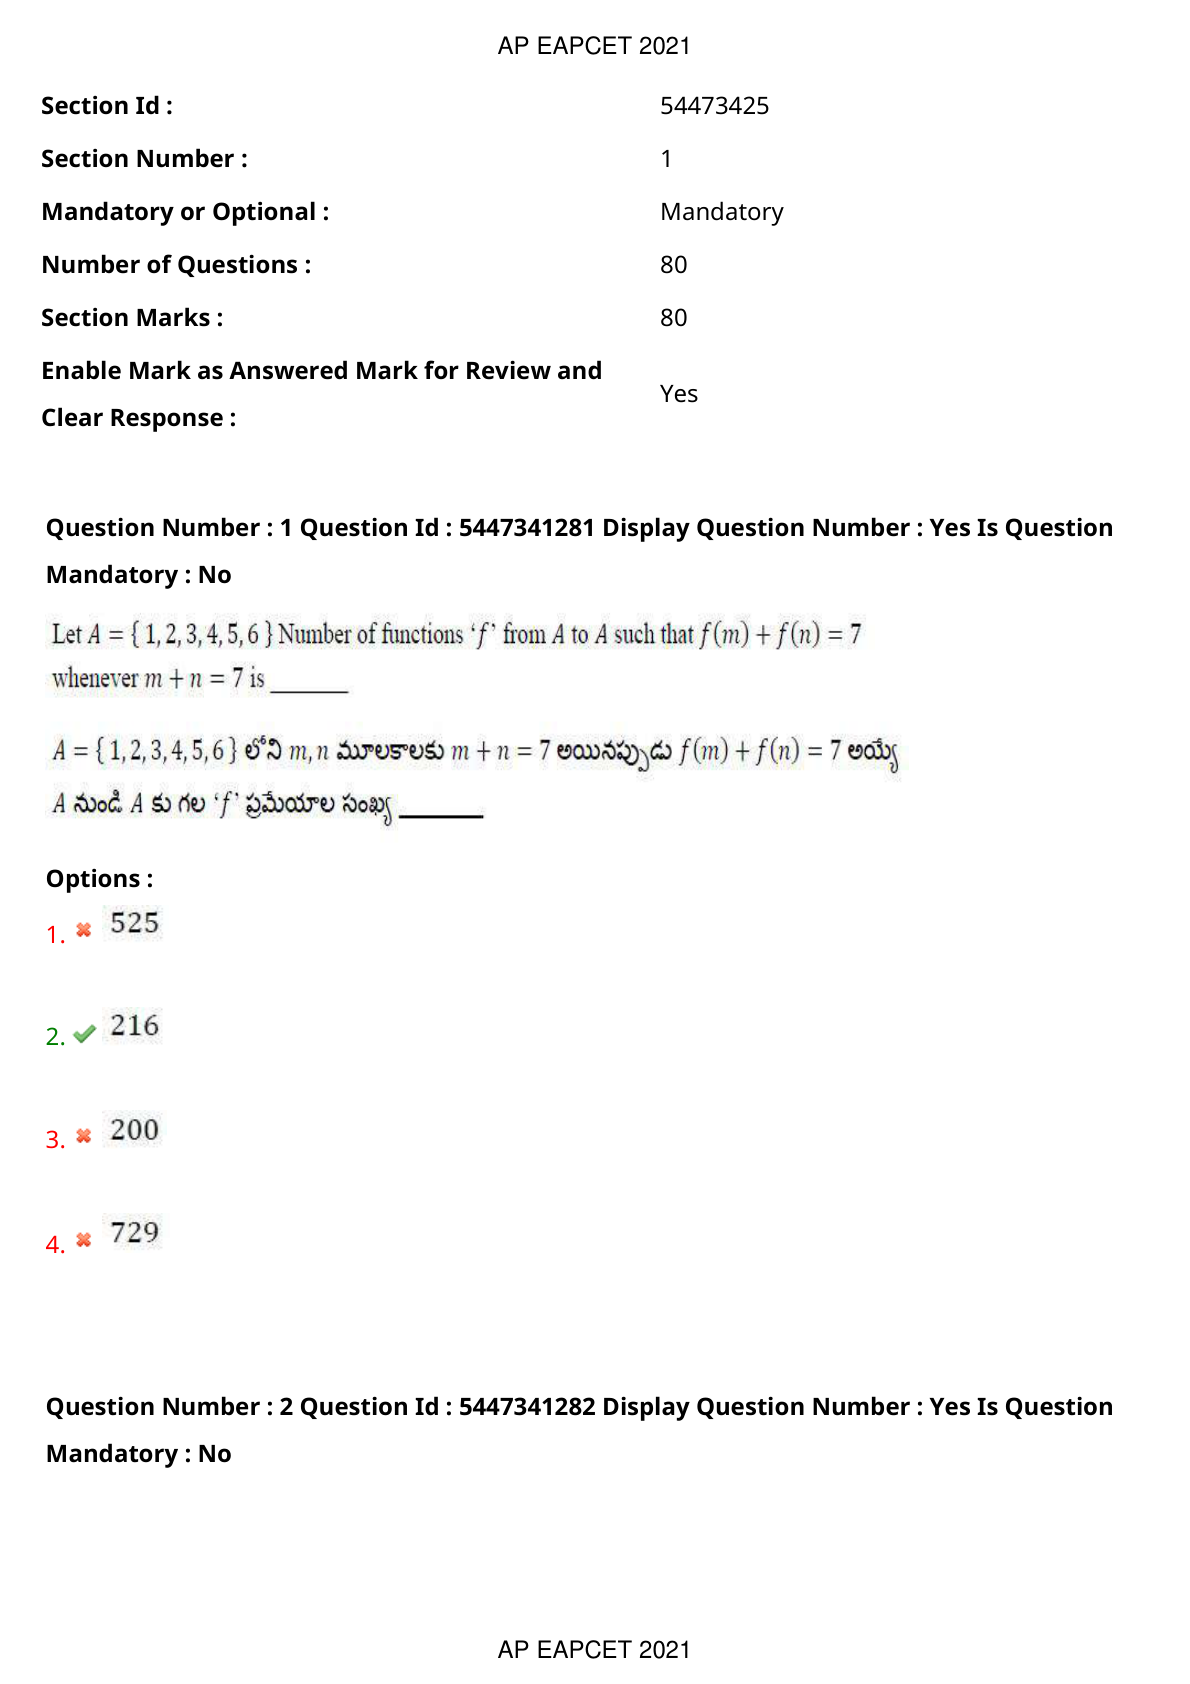 AP EAPCET 2021
Section Id : 54473425
Section Number : 1
Mandatory or Optional : Mandatory
Number of Questions : 80
Section Marks : 80
Enable Mark as Answered Mark for Review and
Clear Response : Yes
Question Number : 1 Question Id : 5447341281 Display Question Number : Yes Is Question
Mandatory : No
Let A = { 1, 2, 3, 4, 5, 6 } Number of functions ‘f’ from A to A such that f(m) + f(n) = 7
whenever m + n = 7 is ______
A = { 1, 2, 3, 4, 5, 6 } లోని m, n మూలకాలకు m + n = 7 అయినప్పుడు f(m) + f(n) = 7 అయ్యే
A నుండి A కు గల ‘f’ ప్రమేయాల సంఖ్య ______
Options :
1. 525
2. 216
3. 200
4. 729
Question Number : 2 Question Id : 5447341282 Display Question Number : Yes Is Question
Mandatory : No
AP EAPCET 2021